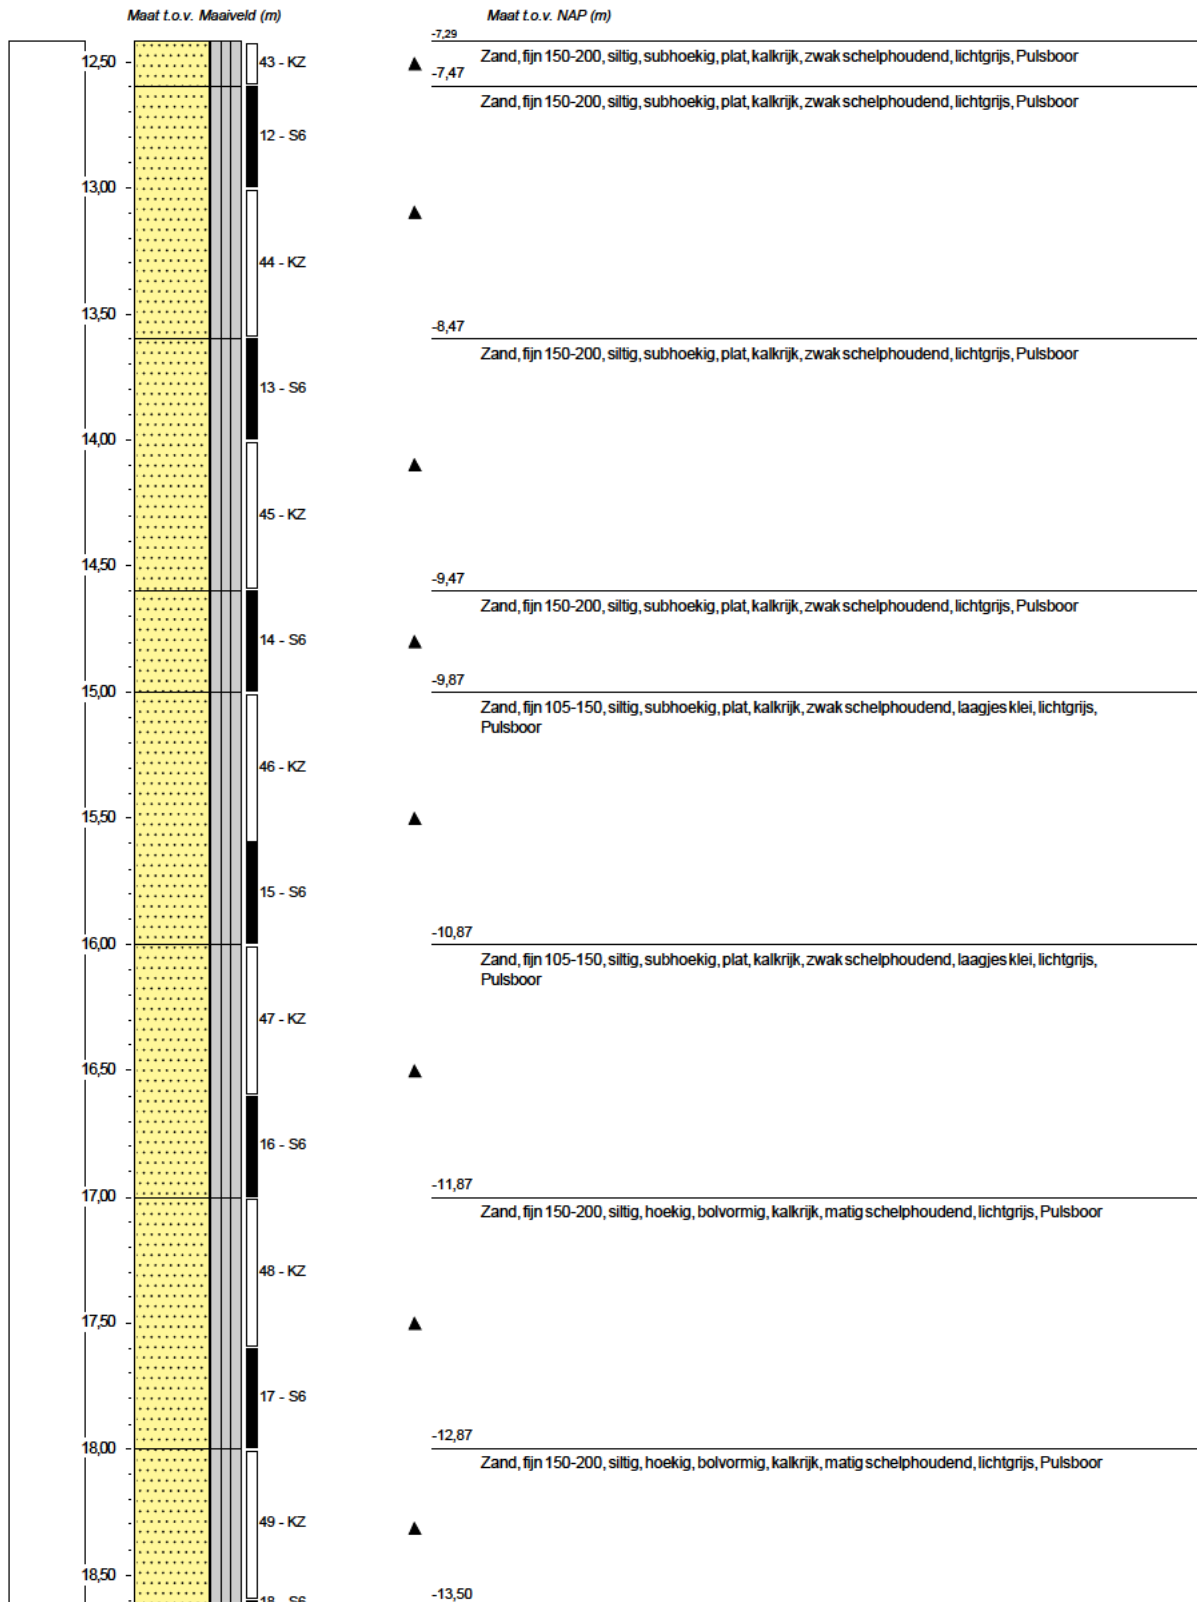 Maat t.o.v. Maaiveld (m) Maat t.o.v. NAP (m)
-7,29
12,50 43 - KZ Zand, fijn 150-200, siltig, subhoekig, plat, kalkrijk, zwak schelphoudend, lichtgrijs, Pulsboor
-7,47
Zand, fijn 150-200, siltig, subhoekig, plat, kalkrijk, zwak schelphoudend, lichtgrijs, Pulsboor
12 - S6
13,00
44 - KZ
13,50
-8,47
Zand, fijn 150-200, siltig, subhoekig, plat, kalkrijk, zwak schelphoudend, lichtgrijs, Pulsboor
13 - S6
14,00
45 - KZ
14,50
-9,47
Zand, fijn 150-200, siltig, subhoekig, plat, kalkrijk, zwak schelphoudend, lichtgrijs, Pulsboor
14 - S6
-9,87
15,00
Zand, fijn 105-150, siltig, subhoekig, plat, kalkrijk, zwak schelphoudend, laagjes klei, lichtgrijs,
Pulsboor
46 - KZ
15,50
15 - S6
-10,87
16,00
Zand, fijn 105-150, siltig, subhoekig, plat, kalkrijk, zwak schelphoudend, laagjes klei, lichtgrijs,
Pulsboor
47 - KZ
16,50
16 - S6
-11,87
17,00
Zand, fijn 150-200, siltig, hoekig, bolvormig, kalkrijk, matig schelphoudend, lichtgrijs, Pulsboor
48 - KZ
17,50
17 - S6
-12,87
18,00
Zand, fijn 150-200, siltig, hoekig, bolvormig, kalkrijk, matig schelphoudend, lichtgrijs, Pulsboor
49 - KZ
18,50
-13,50
18 - S6